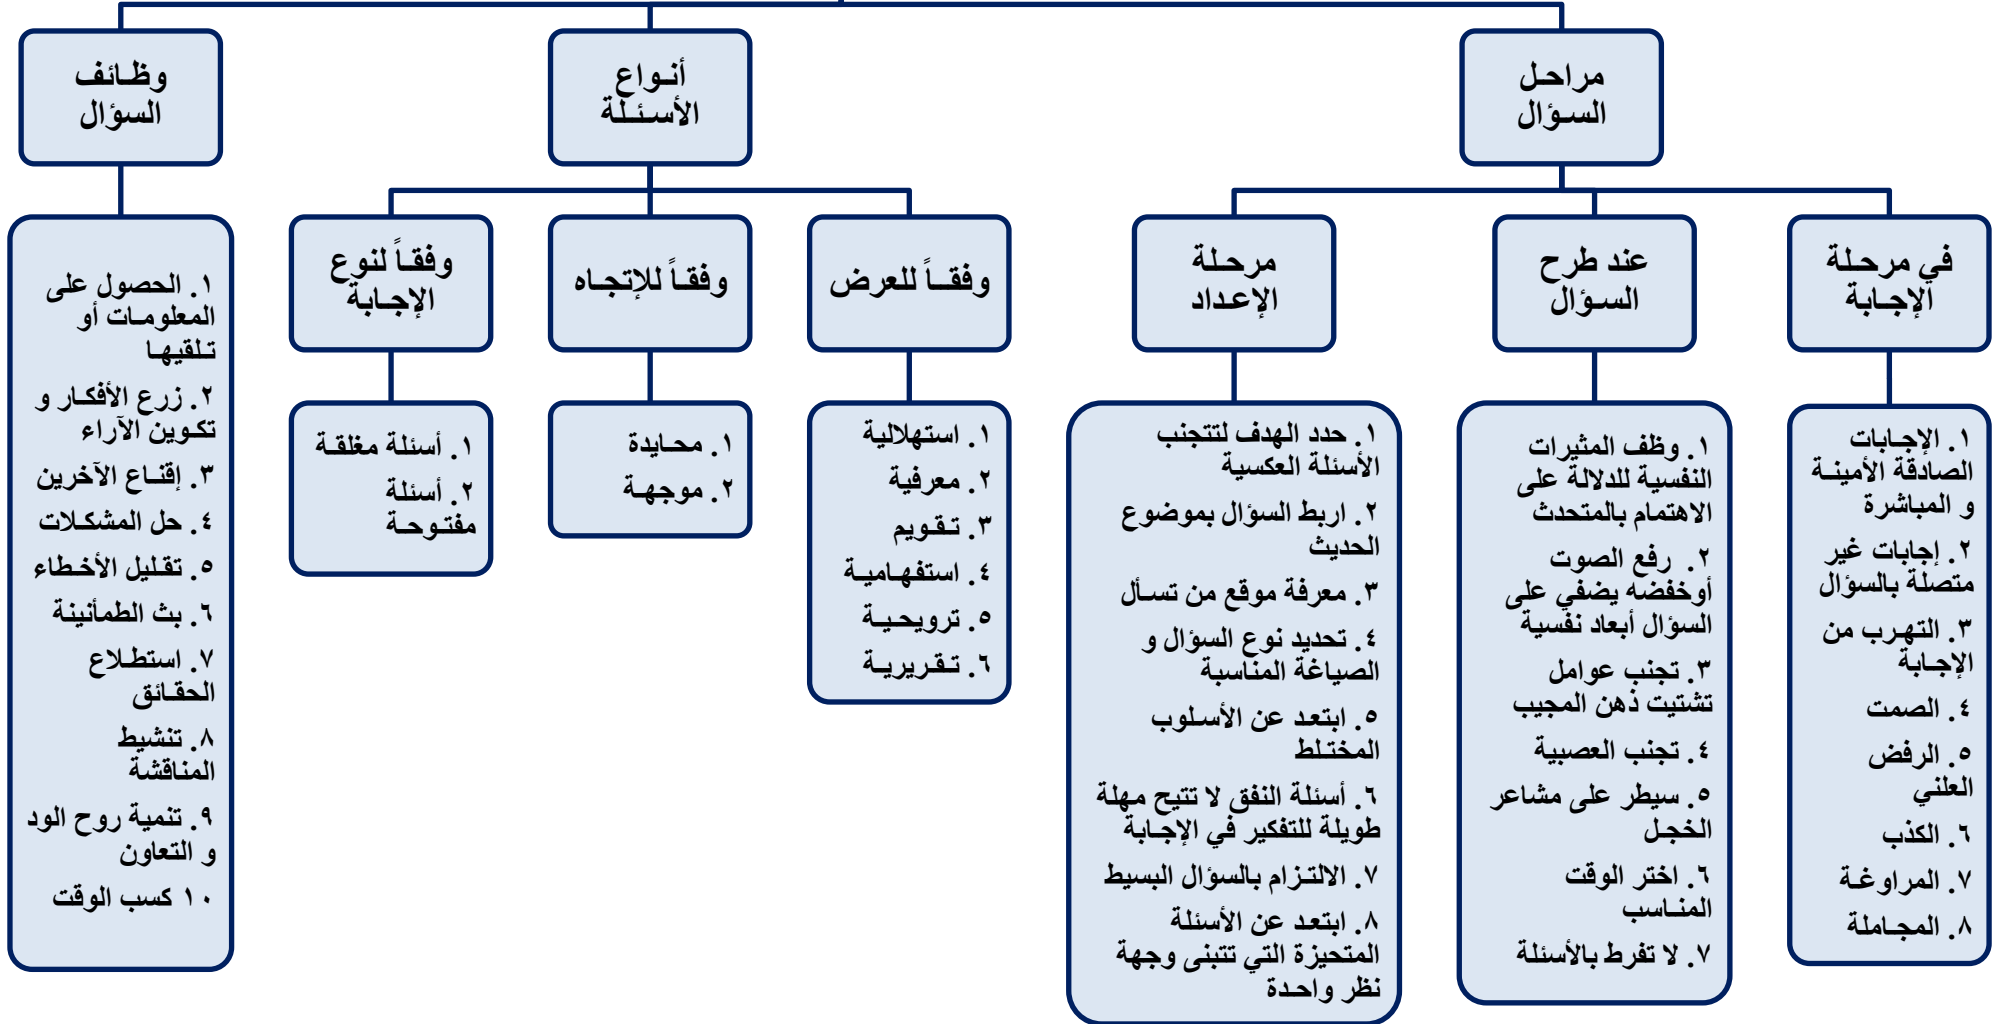 مراحل
السؤال
أنواع
الأسئلة
وظائف
السؤال
في مرحلة
الإجابة
عند طرح
السؤال
مرحلة
الإعداد
وفقاً للعرض
وفقاً للإتجاه
وفقاً لنوع
الإجابة
١. الإجابات
الصادقة الأمينة
و المباشرة
٢. إجابات غير
متصلة بالسؤال
٣. التهرب من
الإجابة
٤. الصمت
٥. الرفض
العلني
٦. الكذب
٧. المراوغة
٨. المجاملة
١. وظف المثيرات
النفسية للدلالة على
الاهتمام بالمتحدث
٢. رفع الصوت
أوخفضه يضفي على
السؤال أبعاد نفسية
٣. تجنب عوامل
تشتيت ذهن المجيب
٤. تجنب العصبية
٥. سيطر على مشاعر
الخجل
٦. اختر الوقت
المناسب
٧. لا تفرط بالأسئلة
١. حدد الهدف لتتجنب
الأسئلة العكسية
٢. اربط السؤال بموضوع
الحديث
٣. معرفة موقع من تسأل
٤. تحديد نوع السؤال و
الصياغة المناسبة
٥. ابتعد عن الأسلوب
المختلط
٦. أسئلة النفق لا تتيح مهلة
طويلة للتفكير في الإجابة
٧. الالتزام بالسؤال البسيط
٨. ابتعد عن الأسئلة
المتحيزة التي تتبنى وجهة
نظر واحدة
١. استهلالية
٢. معرفية
٣. تقويم
٤. استفهامية
٥. ترويحية
٦. تقريرية
١. محايدة
٢. موجهة
١. أسئلة مغلقة
٢. أسئلة
مفتوحة
١. الحصول على
المعلومات أو
تلقيها
٢. زرع الأفكار و
تكوين الآراء
٣. إقناع الآخرين
٤. حل المشكلات
٥. تقليل الأخطاء
٦. بث الطمأنينة
٧. استطلاع
الحقائق
٨. تنشيط
المناقشة
٩. تنمية روح الود
و التعاون
١٠ كسب الوقت